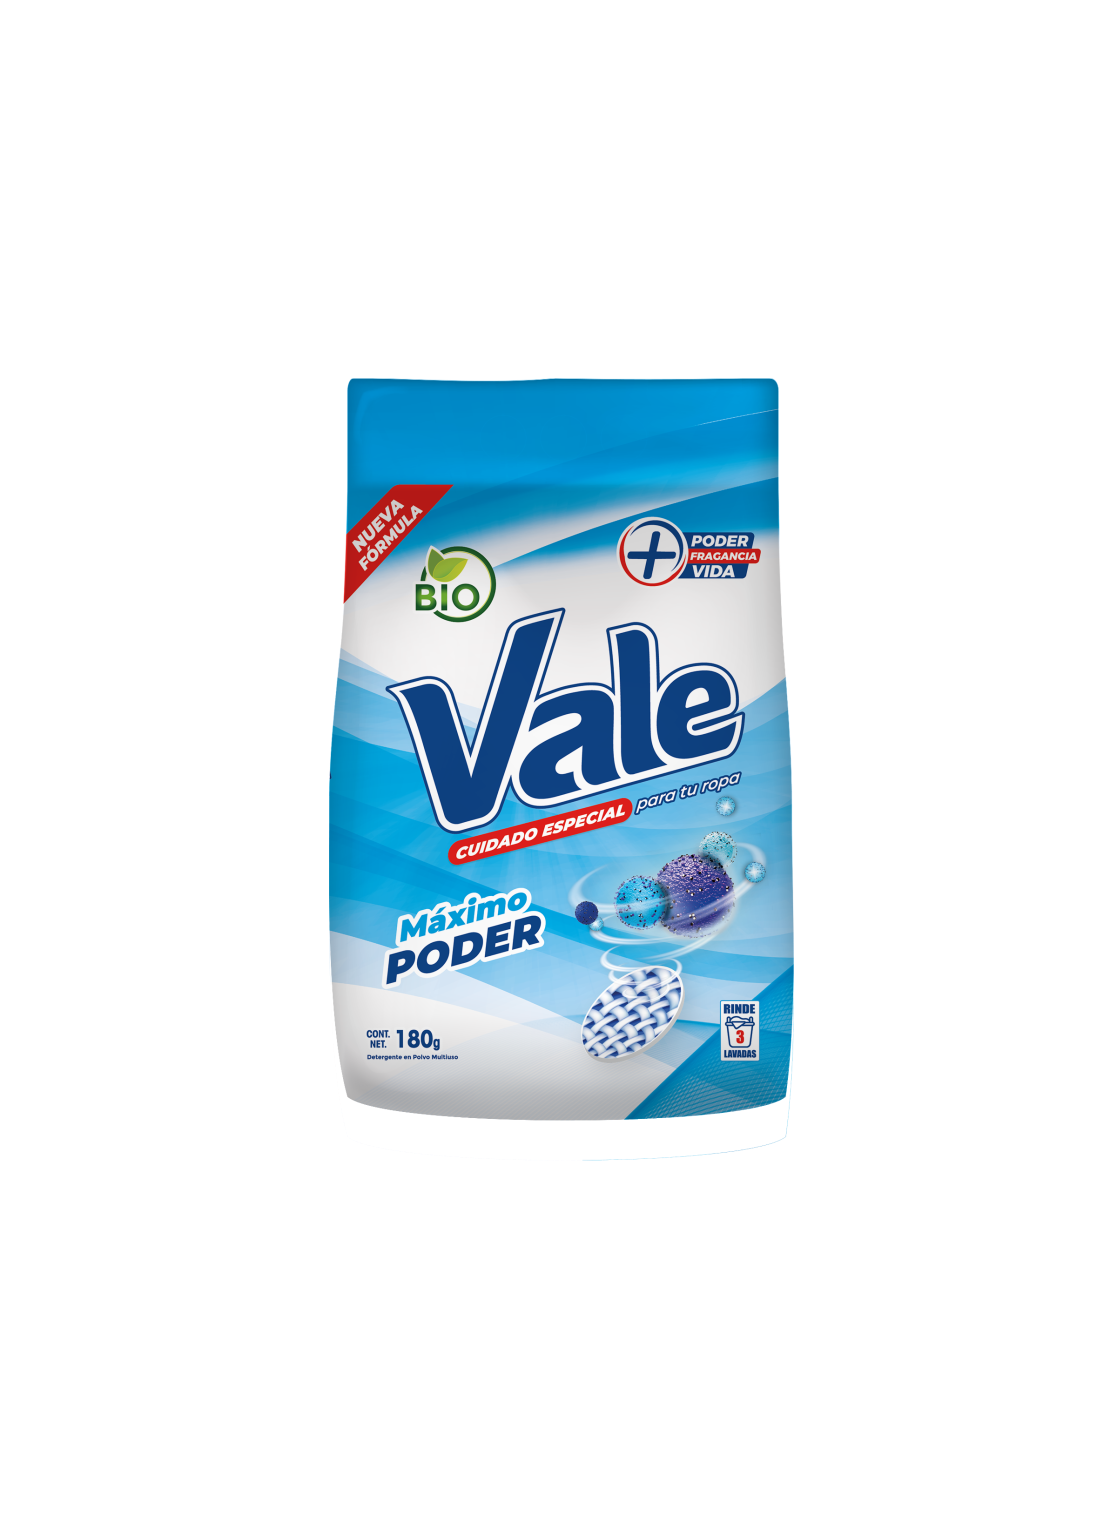 NUEVA
FÓRMULA
BIO
PODER
FRAGANCIA
VIDA
Vale
CUIDADO ESPECIAL para tu ropa
Máximo
PODER
CONT.
NET. 180g
Detergente en Polvo Multiuso
RINDE
3
LAVADAS